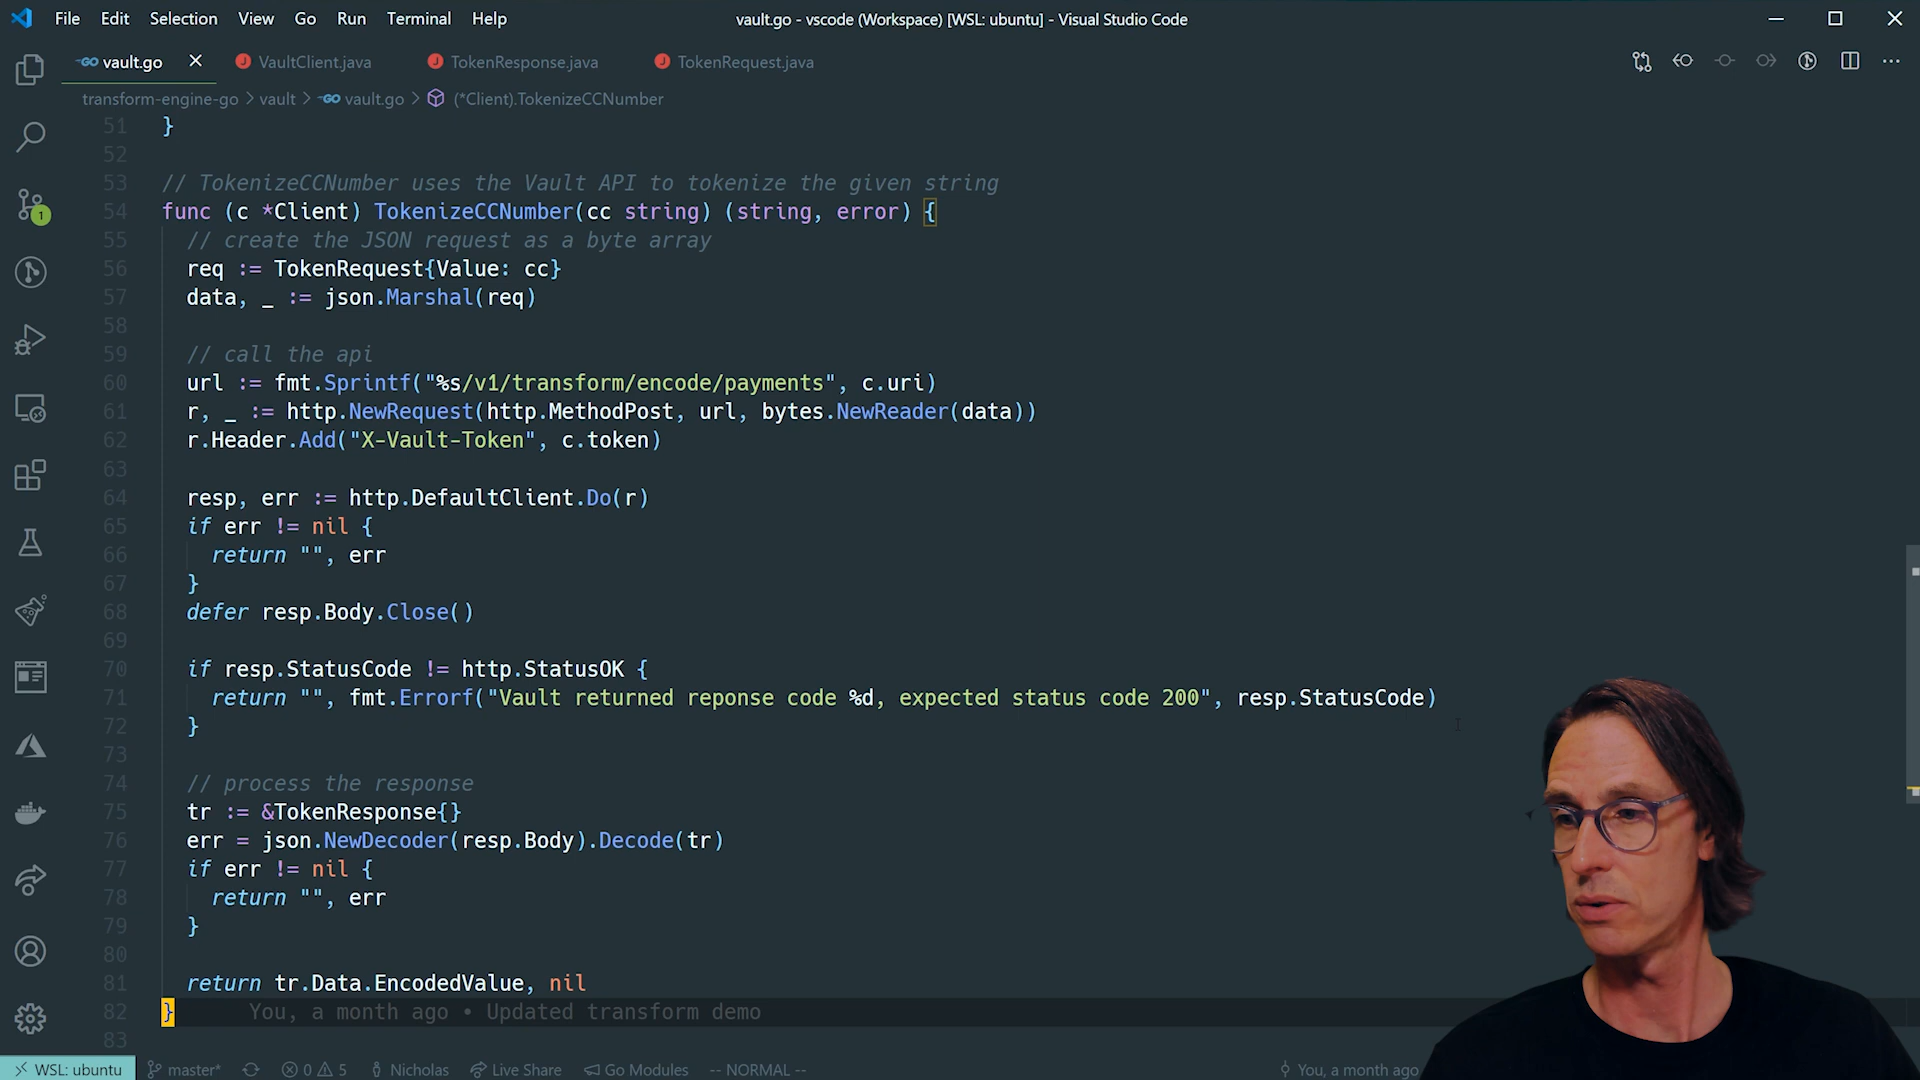 File Edit Selection View Go Run Terminal Help
vault.go - vscode (Workspace) [WSL: ubuntu] - Visual Studio Code
GO vault.go
J VaultClient.java
J TokenResponse.java
J TokenRequest.java
transform-engine-go > vault > GO vault.go > (*Client).TokenizeCCNumber
51 }
52
53 // TokenizeCCNumber uses the Vault API to tokenize the given string
54 func (c *Client) TokenizeCCNumber(cc string) (string, error) {
55 // create the JSON request as a byte array
56 req := TokenRequest{Value: cc}
57 data, _ := json.Marshal(req)
58
59 // call the api
60 url := fmt.Sprintf("%s/v1/transform/encode/payments", c.uri)
61 r, _ := http.NewRequest(http.MethodPost, url, bytes.NewReader(data))
62 r.Header.Add("X-Vault-Token", c.token)
63
64 resp, err := http.DefaultClient.Do(r)
65 if err != nil {
66 return "", err
67 }
68 defer resp.Body.Close()
69
70 if resp.StatusCode != http.StatusOK {
71 return "", fmt.Errorf("Vault returned reponse code %d, expected status code 200", resp.StatusCode)
72 }
73
74 // process the response
75 tr := &TokenResponse{}
76 err = json.NewDecoder(resp.Body).Decode(tr)
77 if err != nil {
78 return "", err
79 }
80
81 return tr.Data.EncodedValue, nil
82 } You, a month ago • Updated transform demo
83
1
WSL: ubuntu master* 0 5 Nicholas Live Share Go Modules -- NORMAL -- You, a month ago